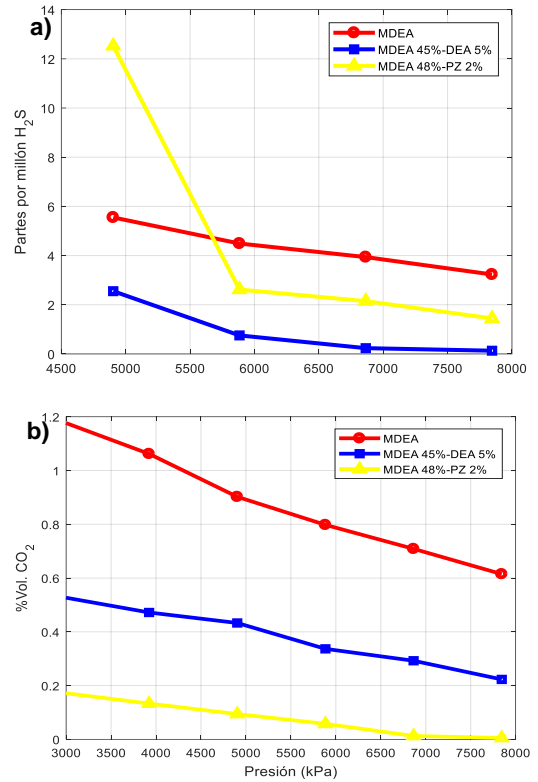 a)
14
12
10
8
6
4
2
0
Partes por millón H2S
MDEA
MDEA 45%-DEA 5%
MDEA 48%-PZ 2%
4500 5000 5500 6000 6500 7000 7500 8000
b)
1.2
1
0.8
0.6
0.4
0.2
0
%Vol. CO2
MDEA
MDEA 45%-DEA 5%
MDEA 48%-PZ 2%
3000 3500 4000 4500 5000 5500 6000 6500 7000 7500 8000
Presión (kPa)